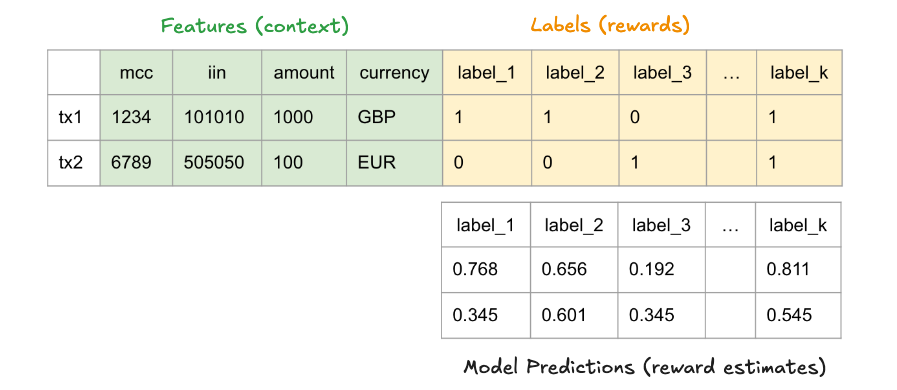 Features (context) Labels (rewards)
mcc iin amount currency label_1 label_2 label_3 ... label_k
tx1 1234 101010 1000 GBP 1 1 0 1
tx2 6789 505050 100 EUR 0 0 1 1
label_1 label_2 label_3 ... label_k
0.768 0.656 0.192 0.811
0.345 0.601 0.345 0.545
Model Predictions (reward estimates)